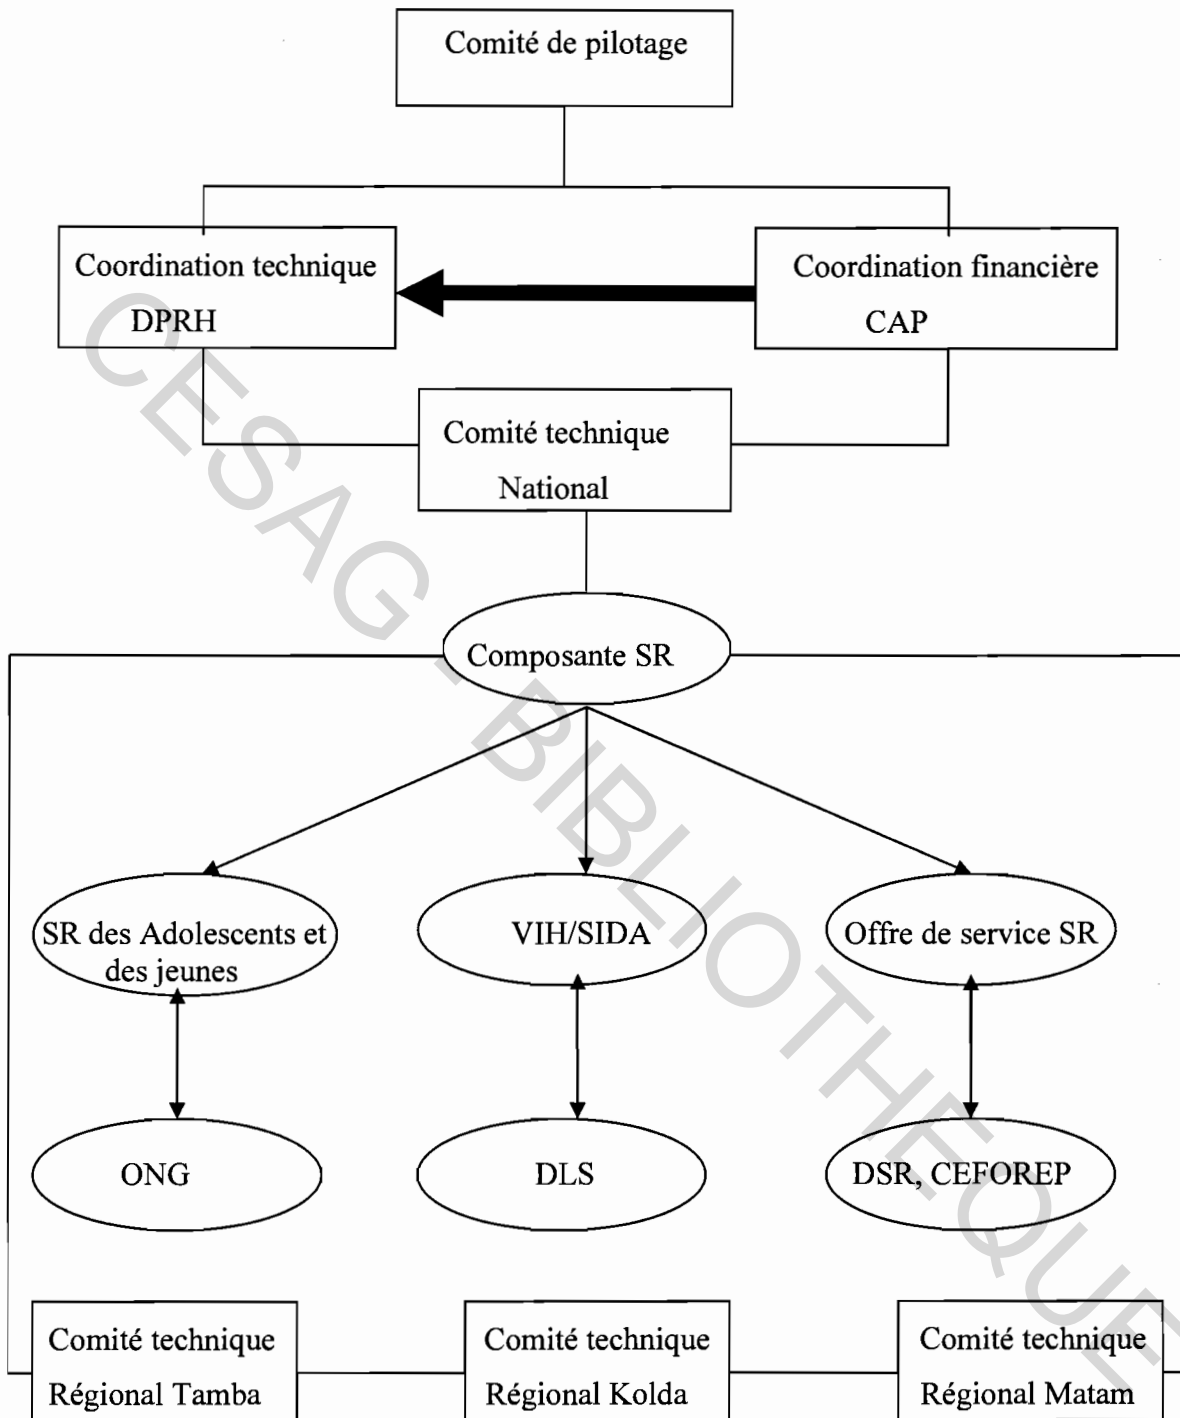 Comité de pilotage
Coordination technique
DPRH
Coordination financière
CAP
Comité technique
National
Composante SR
SR des Adolescents et
des jeunes
VIH/SIDA
Offre de service SR
ONG
DLS
DSR, CEFOREP
Comité technique
Régional Tamba
Comité technique
Régional Kolda
Comité technique
Régional Matam
CESAG - BIBLIOTHEQUE